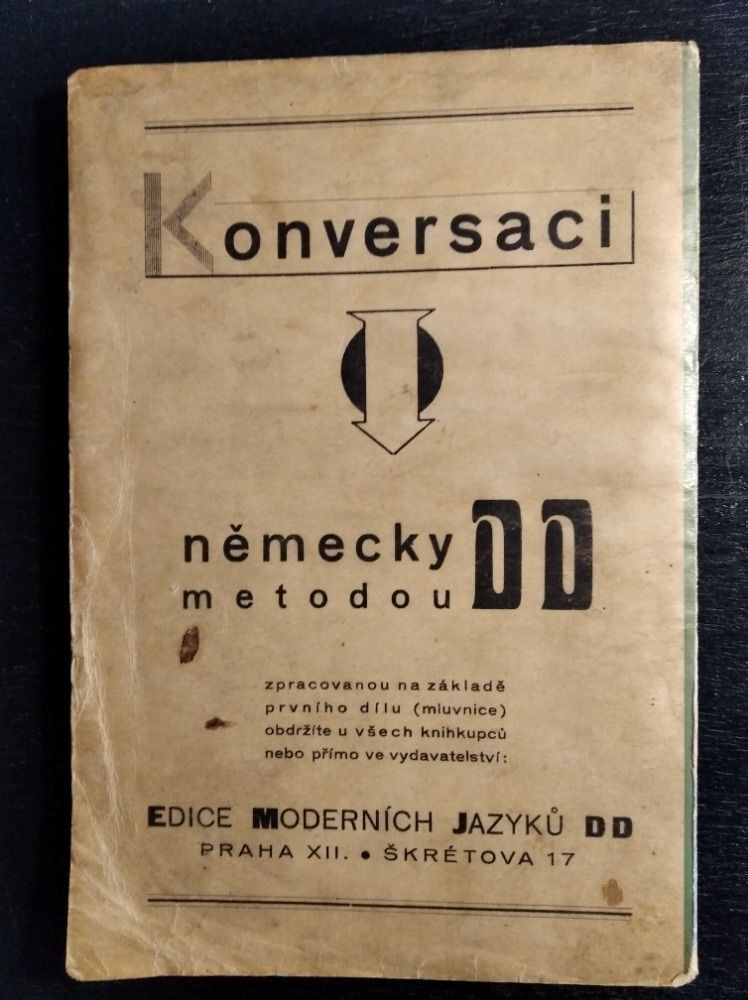 Konversaci
německy DD
metodou
zpracovanou na základě
prvního dílu (mluvnice)
obdržíte u všech knihkupců
nebo přímo ve vydavatelství:
EDICE MODERNÍCH JAZYKŮ DD
PRAHA XII. • ŠKRÉTOVA 17